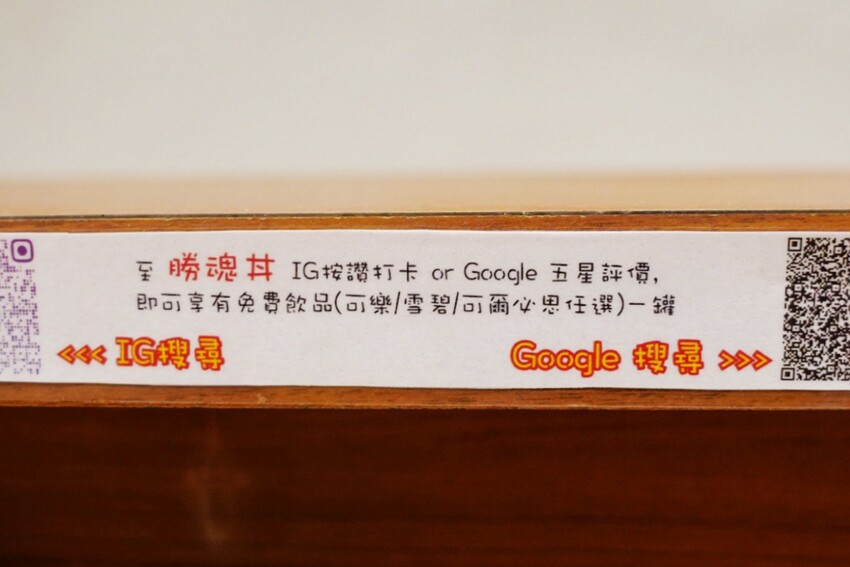 至 勝魂丼 IG按讚打卡 or Google 五星評價,
即可享有免費飲品(可樂/雪碧/可爾必思任選)一罐
<<< IG搜尋
Google 搜尋 >>>